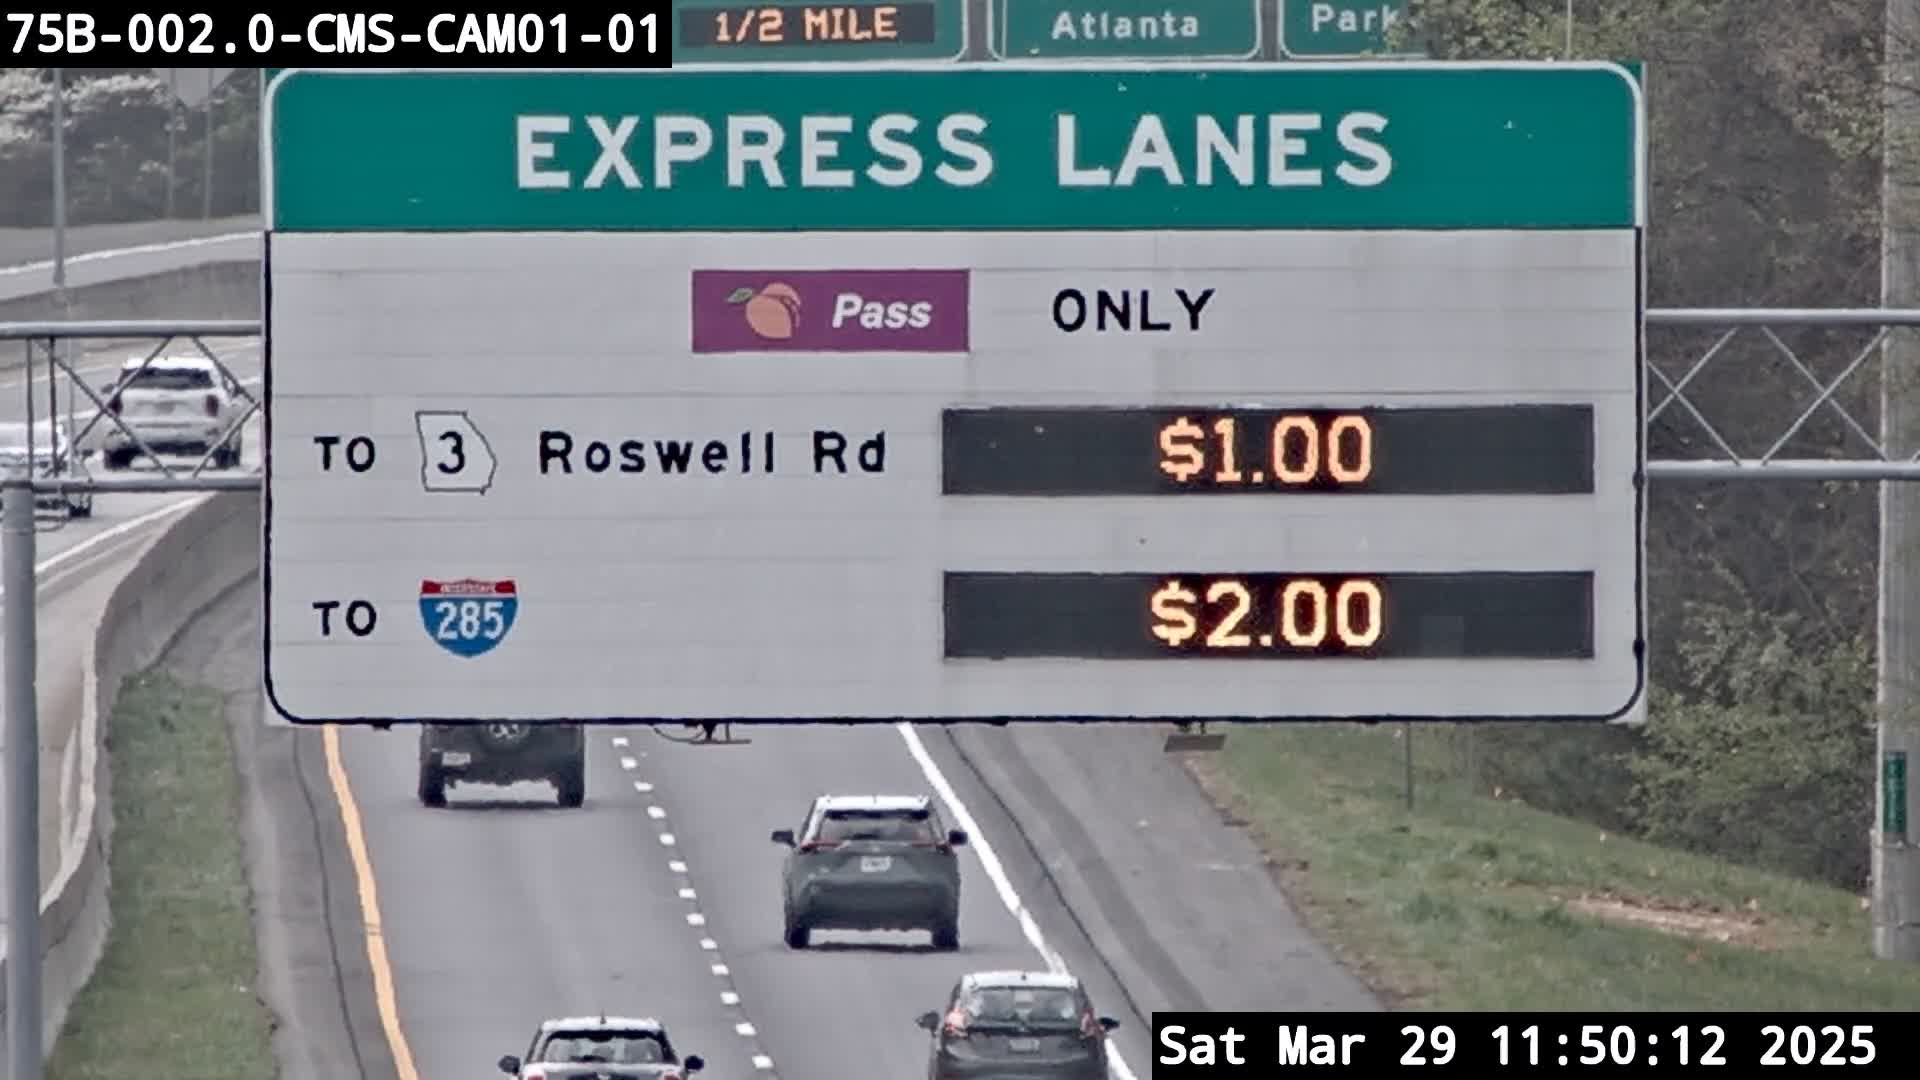 75B-002.0-CMS-CAM01-01
1/2 MILE
Atlanta
Park
EXPRESS LANES
Pass ONLY
TO 3 Roswell Rd $1.00
TO INTERSTATE 285 $2.00
Sat Mar 29 11:50:12 2025